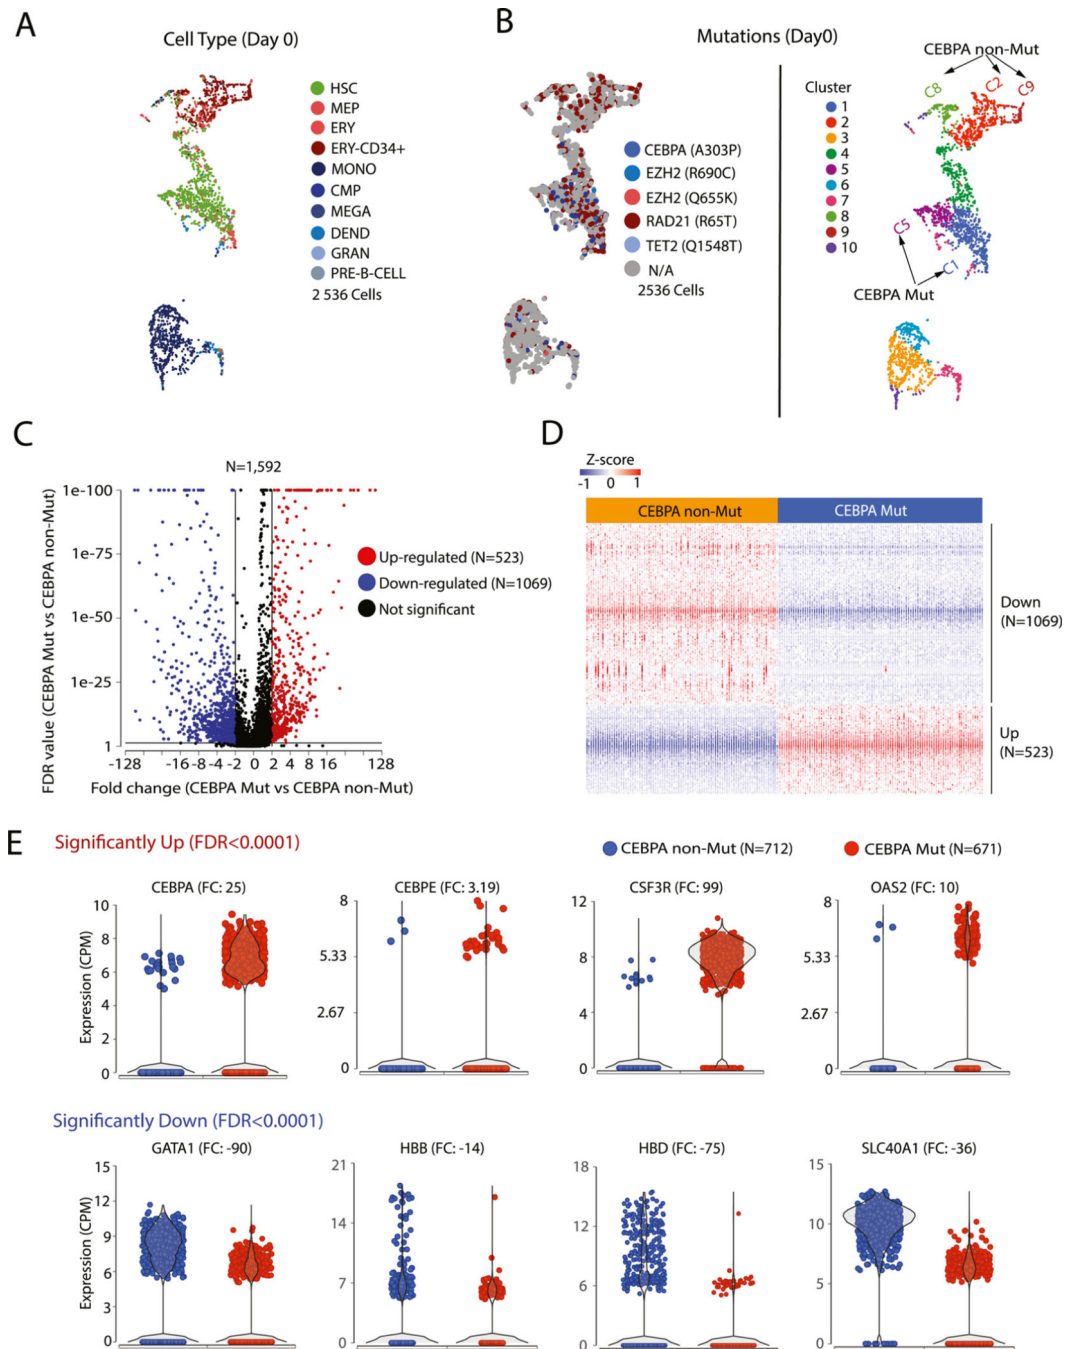 A
Cell Type (Day 0)
HSC
MEP
ERY
ERY-CD34+
MONO
CMP
MEGA
DEND
GRAN
PRE-B-CELL
2 536 Cells
B
Mutations (Day0)
CEBPA (A303P)
EZH2 (R690C)
EZH2 (Q655K)
RAD21 (R65T)
TET2 (Q1548T)
N/A
2536 Cells
CEBPA non-Mut
Cluster
1
2
3
4
5
6
7
8
9
10
C8
C2
C9
C5
C1
CEBPA Mut
C
N=1,592
FDR value (CEBPA Mut vs CEBPA non-Mut)
1e-100
1e-75
1e-50
1e-25
1
-128 -16 -8 -4 -2 0 2 4 8 16 128
Fold change (CEBPA Mut vs CEBPA non-Mut)
Up-regulated (N=523)
Down-regulated (N=1069)
Not significant
D
Z-score
-1 0 1
CEBPA non-Mut CEBPA Mut
Down
(N=1069)
Up
(N=523)
E
Significantly Up (FDR<0.0001)
CEBPA non-Mut (N=712) CEBPA Mut (N=671)
CEBPA (FC: 25)
Expression (CPM)
10
8
6
4
2
0
CEBPE (FC: 3.19)
8
5.33
2.67
0
CSF3R (FC: 99)
12
8
4
0
OAS2 (FC: 10)
8
5.33
2.67
0
Significantly Down (FDR<0.0001)
GATA1 (FC: -90)
Expression (CPM)
15
12
9
6
3
0
HBB (FC: -14)
21
14
7
0
HBD (FC: -75)
18
12
6
0
SLC40A1 (FC: -36)
15
10
5
0